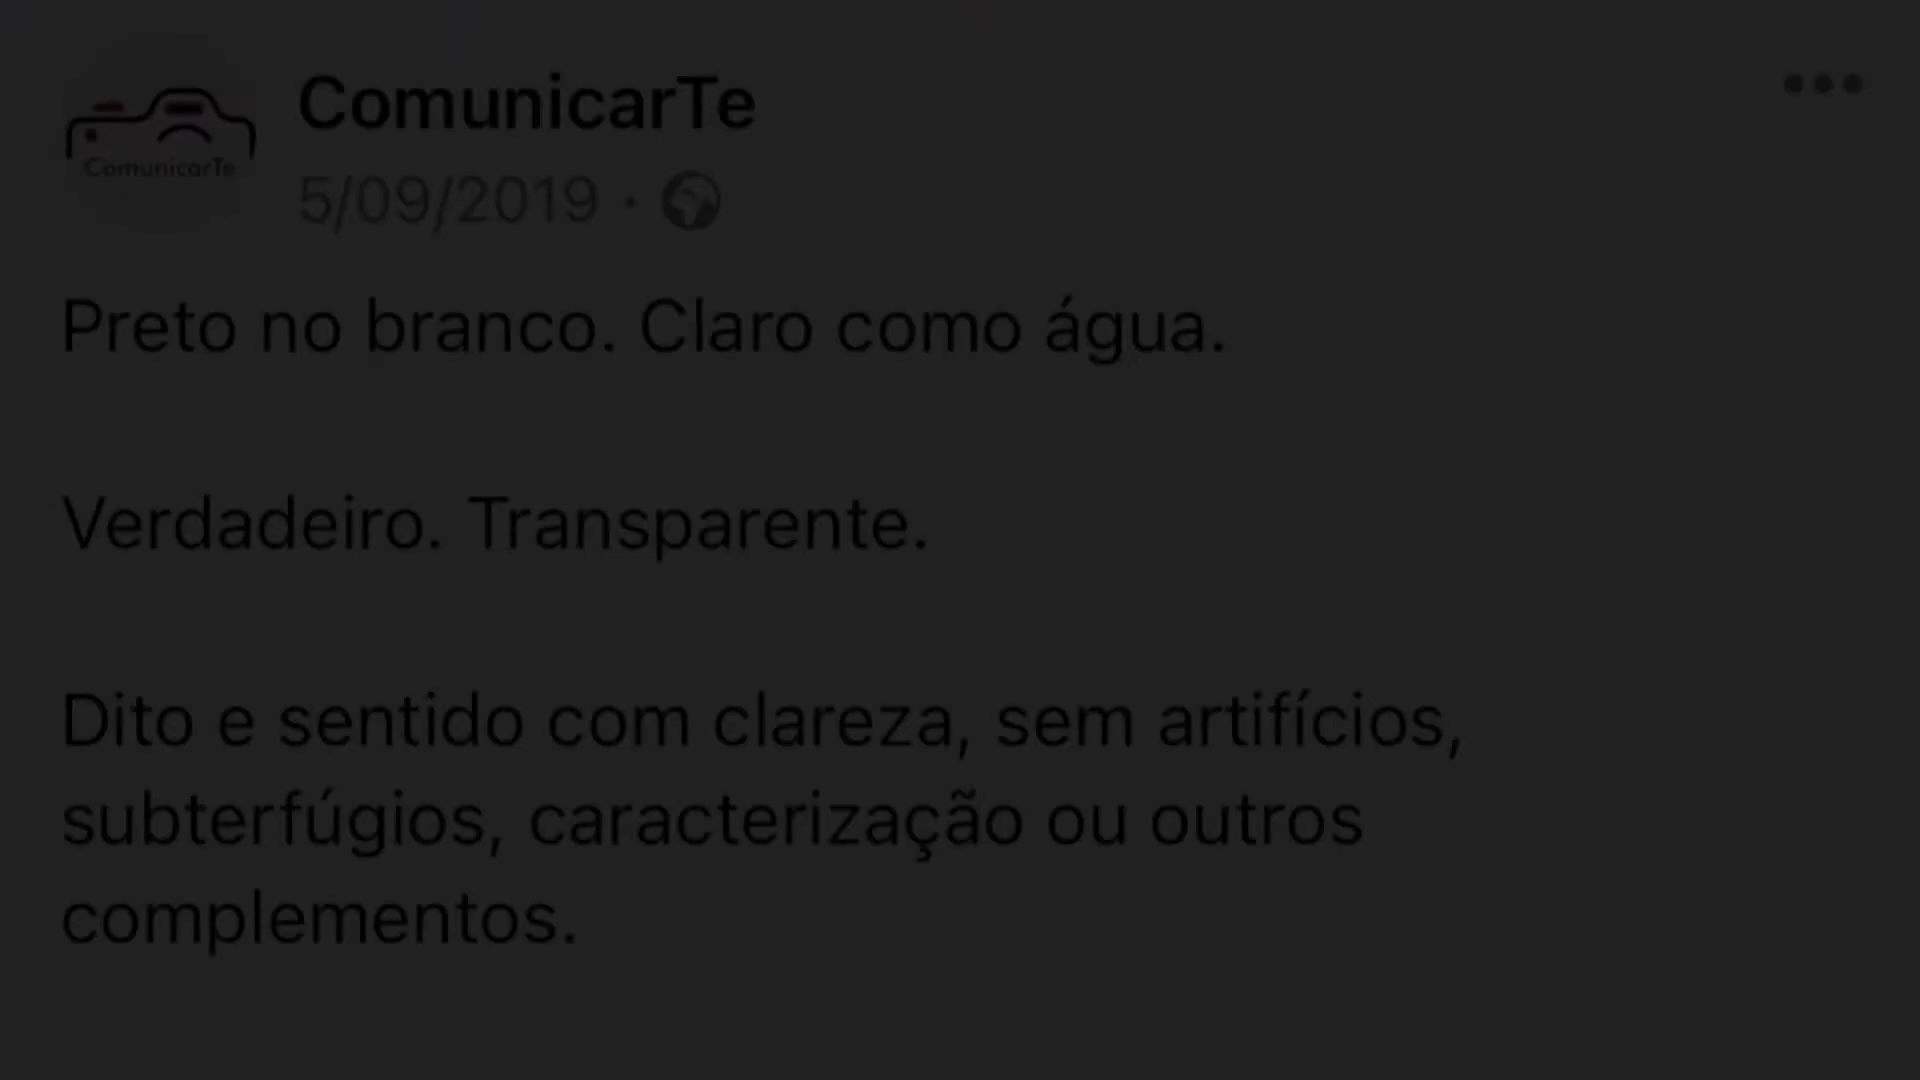 ComunicarTe
ComunicarTe
5/09/2019 ·
Preto no branco. Claro como água.
Verdadeiro. Transparente.
Dito e sentido com clareza, sem artifícios,
subterfúgios, caracterização ou outros
complementos.